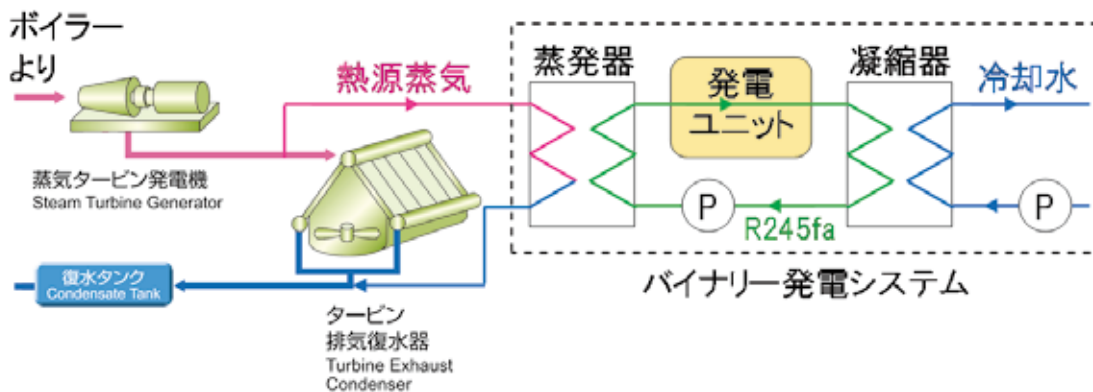 ボイラー
より
蒸気タービン発電機
Steam Turbine Generator
熱源蒸気
復水タンク
Condensate Tank
タービン
排気復水器
Turbine Exhaust
Condenser
蒸発器
発電
ユニット
凝縮器
冷却水
P
R245fa
P
バイナリー発電システム